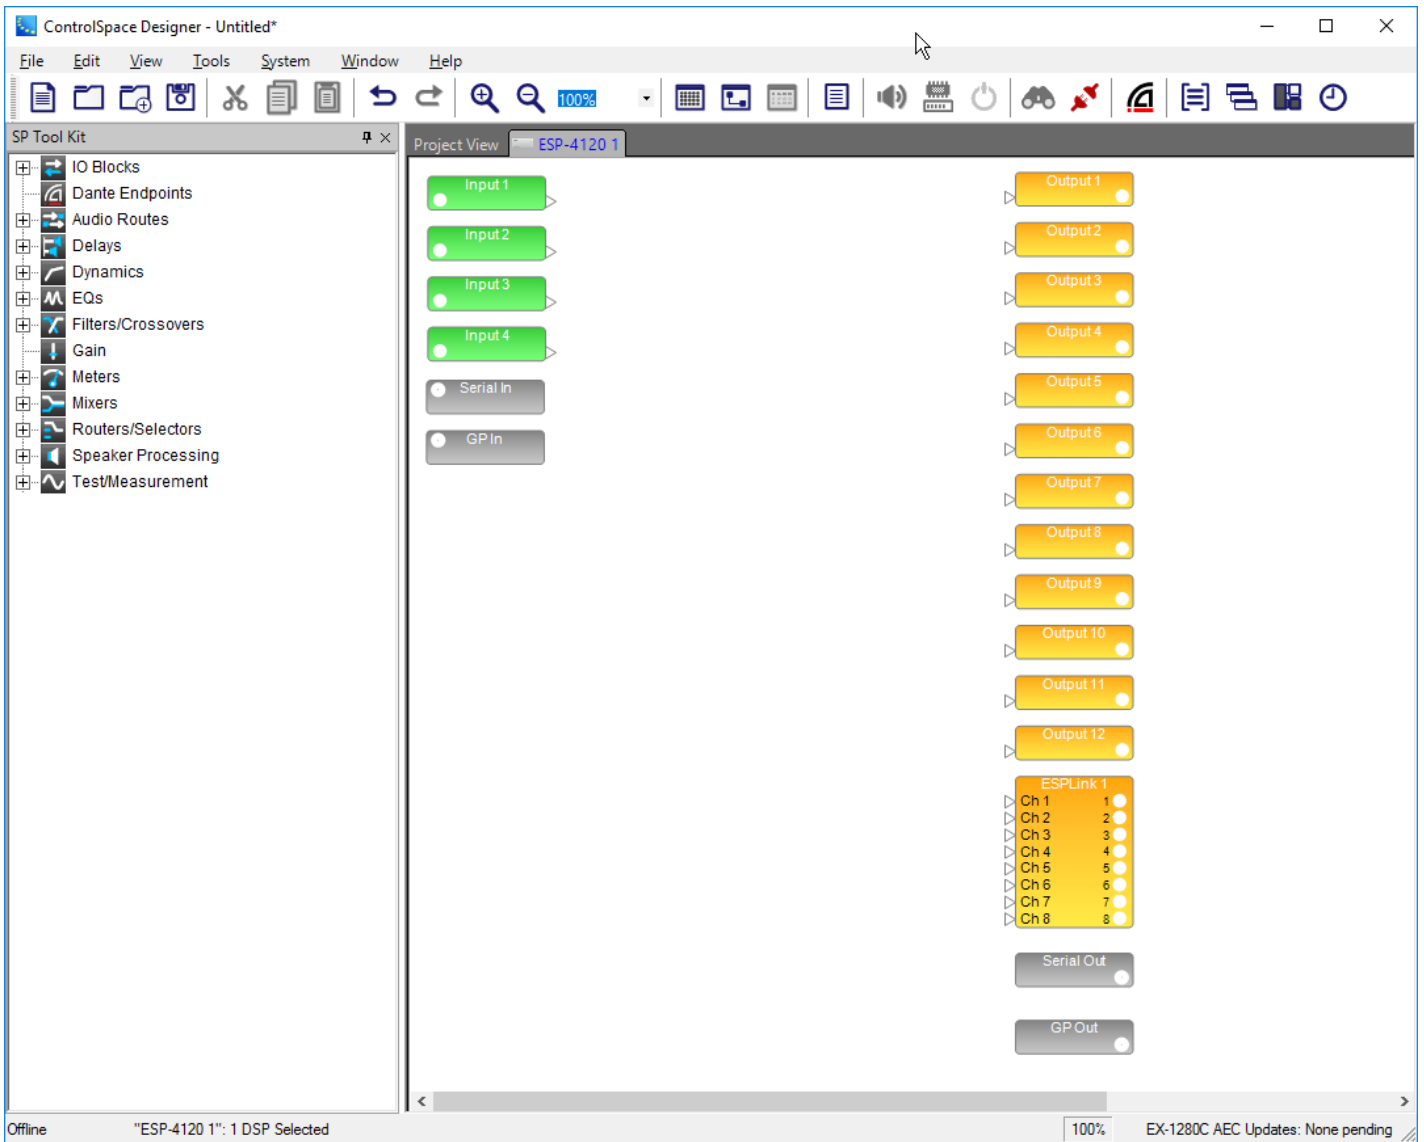 ControlSpace Designer - Untitled*
File Edit View Tools System Window Help
100%
SP Tool Kit
Project View ESP-4120 1
IO Blocks
Dante Endpoints
Audio Routes
Delays
Dynamics
EQs
Filters/Crossovers
Gain
Meters
Mixers
Routers/Selectors
Speaker Processing
Test/Measurement
Input 1
Input 2
Input 3
Input 4
Serial In
GP In
Output 1
Output 2
Output 3
Output 4
Output 5
Output 6
Output 7
Output 8
Output 9
Output 10
Output 11
Output 12
ESPLink 1
Ch 1 1
Ch 2 2
Ch 3 3
Ch 4 4
Ch 5 5
Ch 6 6
Ch 7 7
Ch 8 8
Serial Out
GP Out
Offline "ESP-4120 1": 1 DSP Selected 100% EX-1280C AEC Updates: None pending